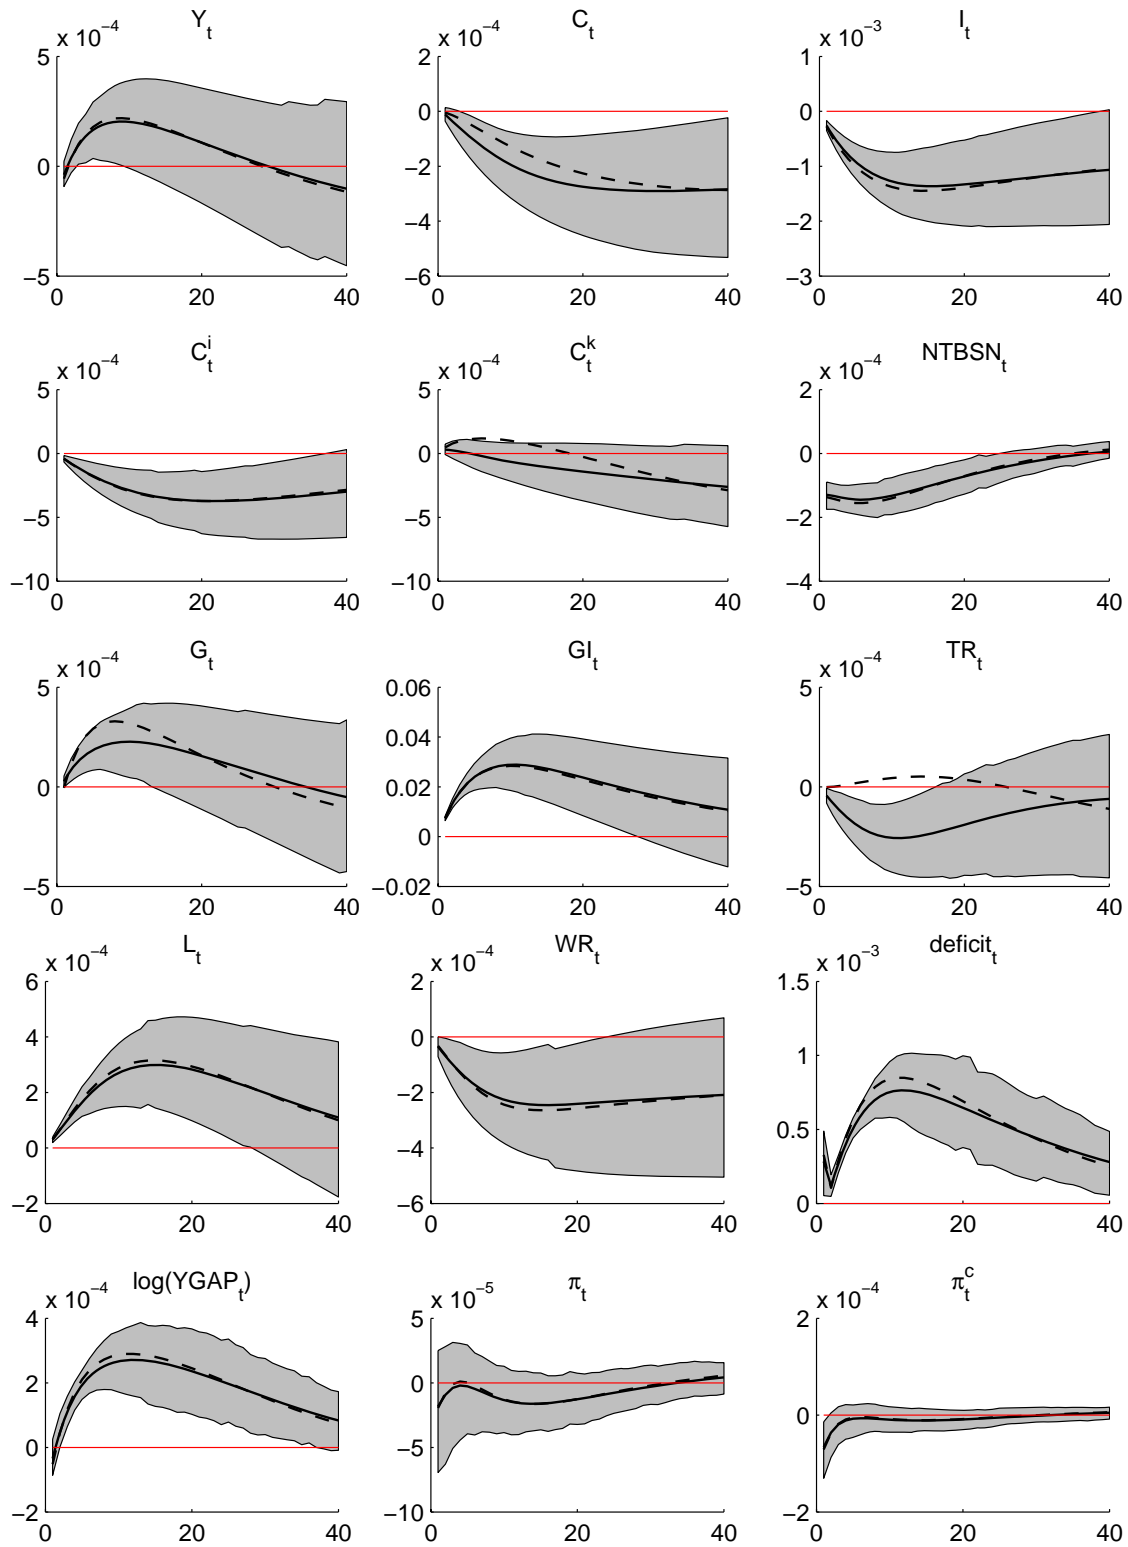 Y_t C_t I_t
x 10^−4 x 10^−4 x 10^−3
5 2 1
0 0 0
−2 −1
−4 −2
−5 −6 −3
0 20 40 0 20 40 0 20 40
C_t^i C_t^k NTBSN_t
x 10^−4 x 10^−4 x 10^−4
5 5 2
0 0 0
−5 −5 −2
−10 −10 −4
0 20 40 0 20 40 0 20 40
G_t GI_t TR_t
x 10^−4 x 10^−4
5 0.06 5
0.04
0 0.02 0
0
−5 −0.02 −5
0 20 40 0 20 40 0 20 40
L_t WR_t deficit_t
x 10^−4 x 10^−4 x 10^−3
6 2 1.5
4 0 1
2 −2
0 −4 0.5
−2 −6 0
0 20 40 0 20 40 0 20 40
log(YGAP_t) π_t π_t^c
x 10^−4 x 10^−5 x 10^−4
4 5 2
2 0
0 −5 0
−2 −10 −2
0 20 40 0 20 40 0 20 40